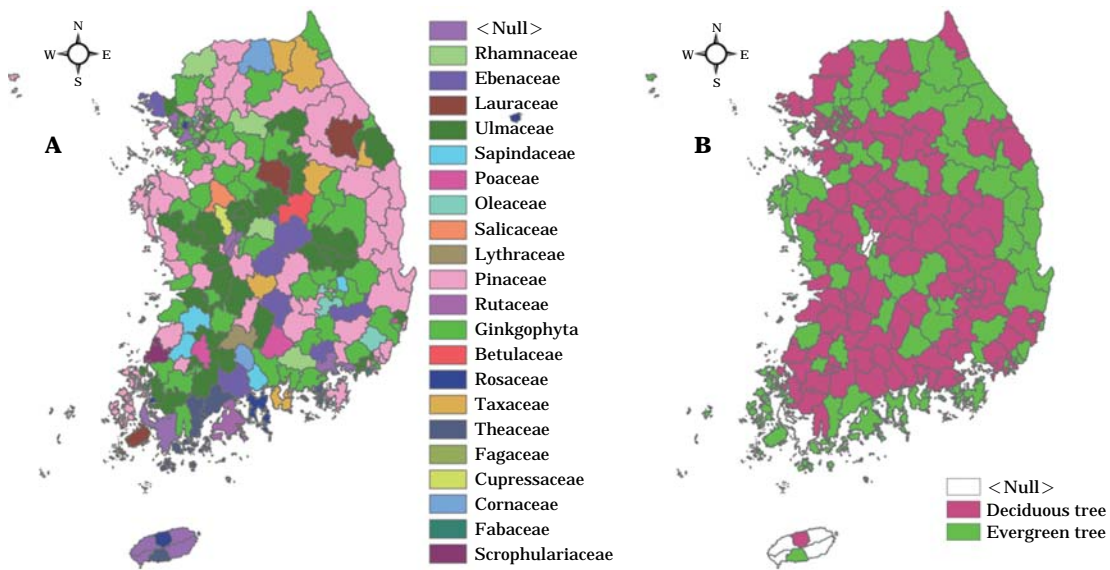 N
W E
S
A
<Null>
Rhamnaceae
Ebenaceae
Lauraceae
Ulmaceae
Sapindaceae
Poaceae
Oleaceae
Salicaceae
Lythraceae
Pinaceae
Rutaceae
Ginkgophyta
Betulaceae
Rosaceae
Taxaceae
Theaceae
Fagaceae
Cupressaceae
Cornaceae
Fabaceae
Scrophulariaceae
N
W E
S
B
<Null>
Deciduous tree
Evergreen tree